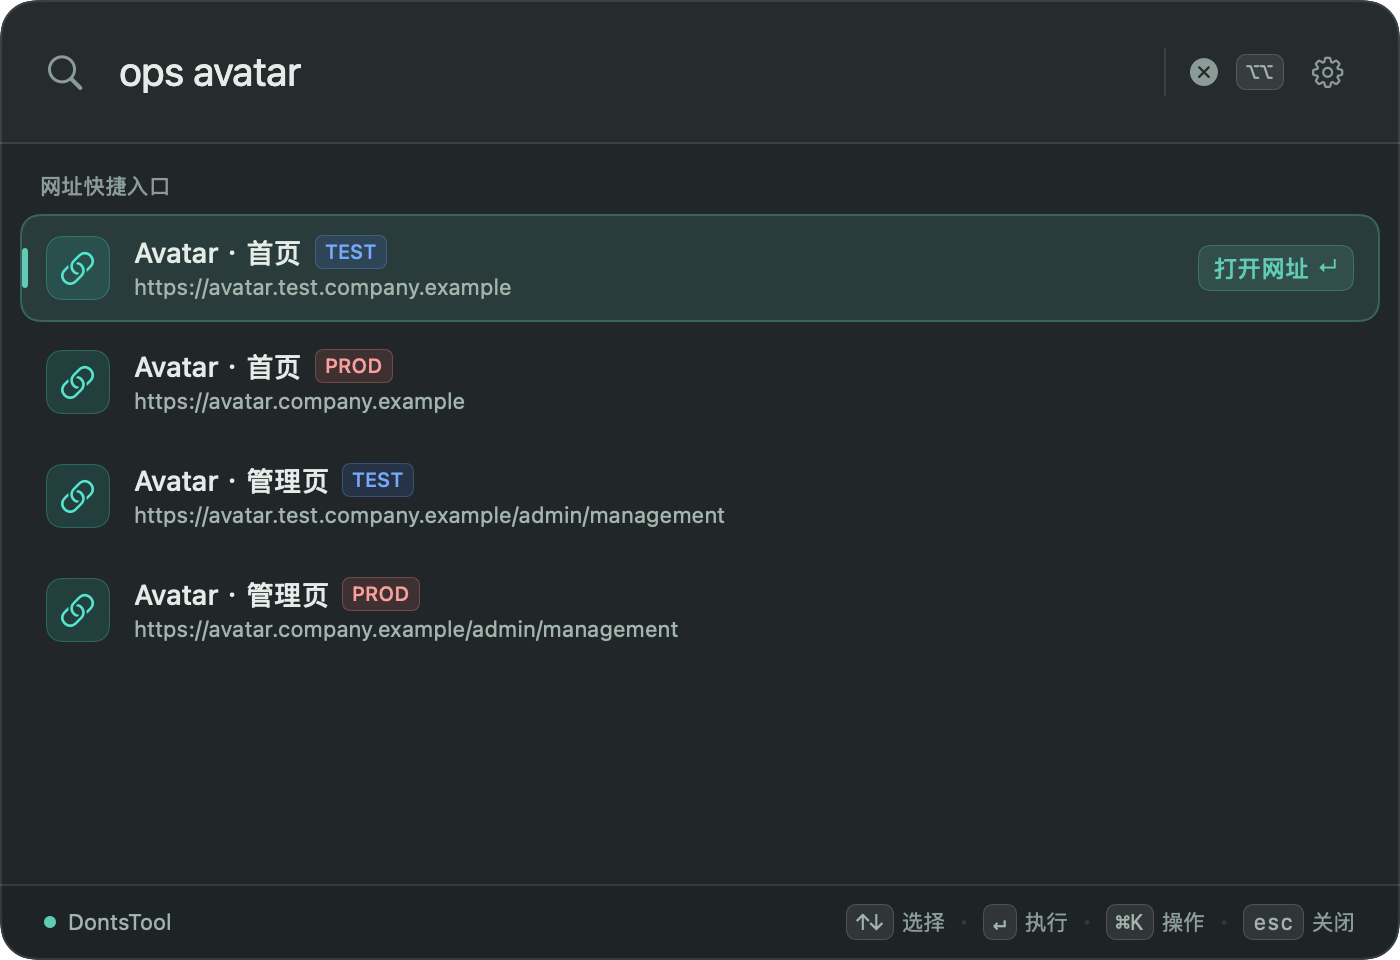 ops avatar
⌥⌥
网址快捷入口
Avatar · 首页 TEST
https://avatar.test.company.example
打开网址 ↵
Avatar · 首页 PROD
https://avatar.company.example
Avatar · 管理页 TEST
https://avatar.test.company.example/admin/management
Avatar · 管理页 PROD
https://avatar.company.example/admin/management
DontsTool
↑↓ 选择 · ↵ 执行 · ⌘K 操作 · esc 关闭